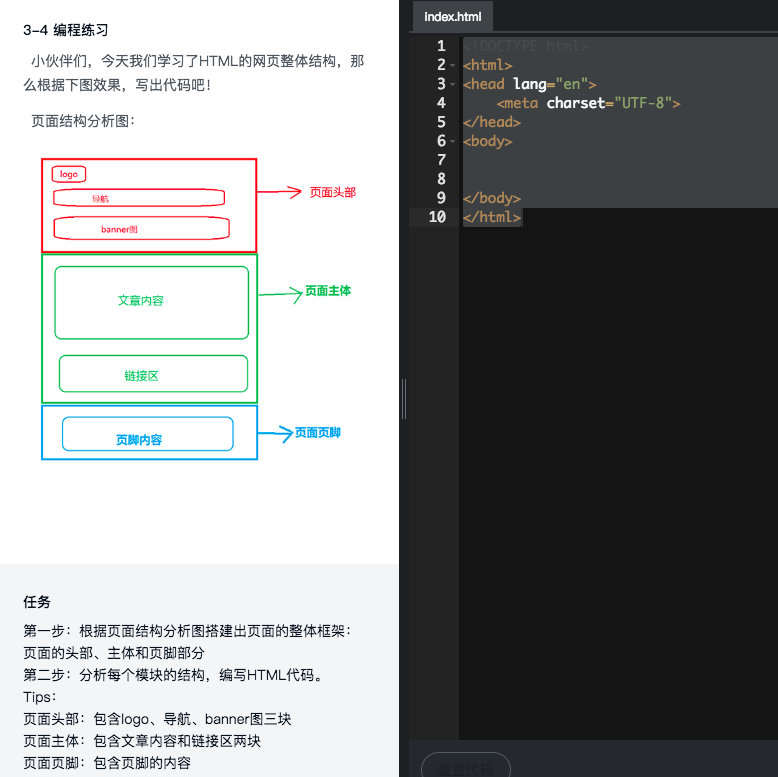 3-4 编程练习
小伙伴们，今天我们学习了HTML的网页整体结构，那
么根据下图效果，写出代码吧！
页面结构分析图：
logo
导航
banner图
页面头部
文章内容
页面主体
链接区
页脚内容
页面页脚
任务
第一步：根据页面结构分析图搭建出页面的整体框架：
页面的头部、主体和页脚部分
第二步：分析每个模块的结构，编写HTML代码。
Tips：
页面头部：包含logo、导航、banner图三块
页面主体：包含文章内容和链接区两块
页面页脚：包含页脚的内容
index.html
1 <!DOCTYPE html>
2 <html>
3 <head lang="en">
4 <meta charset="UTF-8">
5 </head>
6 <body>
7
8
9 </body>
10 </html>
重置代码